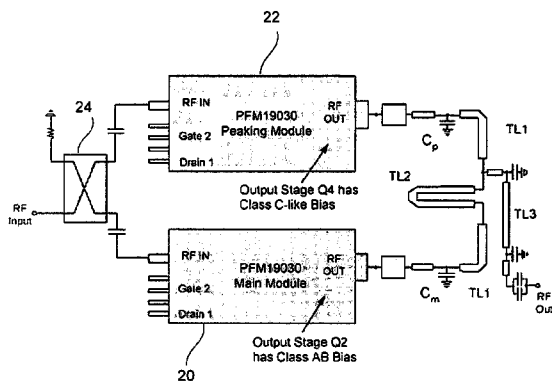 22
24
RF IN
PFM19030
Peaking Module
RF
OUT
Gate 2
Drain 1
Output Stage Q4 has
Class C-like Bias
Cp
TL1
TL2
TL3
RF
Input
RF IN
PFM19030
Main Module
RF
OUT
Gate 2
Drain 1
Output Stage Q2
has Class AB Bias
Cm
TL1
RF
Out
20